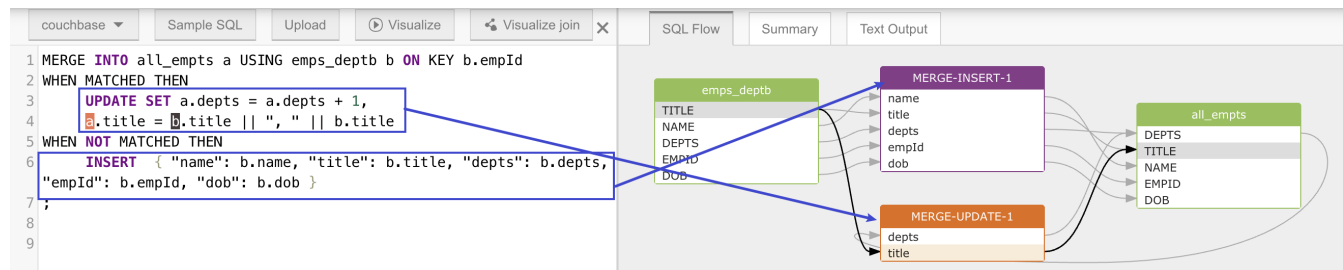 couchbase Sample SQL Upload Visualize Visualize join X
1 MERGE INTO all_empts a USING emps_deptb b ON KEY b.empId
2 WHEN MATCHED THEN
3 UPDATE SET a.depts = a.depts + 1,
4 a.title = b.title || ", " || b.title
5 WHEN NOT MATCHED THEN
6 INSERT { "name": b.name, "title": b.title, "depts": b.depts,
"empId": b.empId, "dob": b.dob }
7 ;
8
9
SQL Flow Summary Text Output
emps_deptb
TITLE
NAME
DEPTS
EMPID
DOB
MERGE-INSERT-1
name
title
depts
empId
dob
MERGE-UPDATE-1
depts
title
all_empts
DEPTS
TITLE
NAME
EMPID
DOB